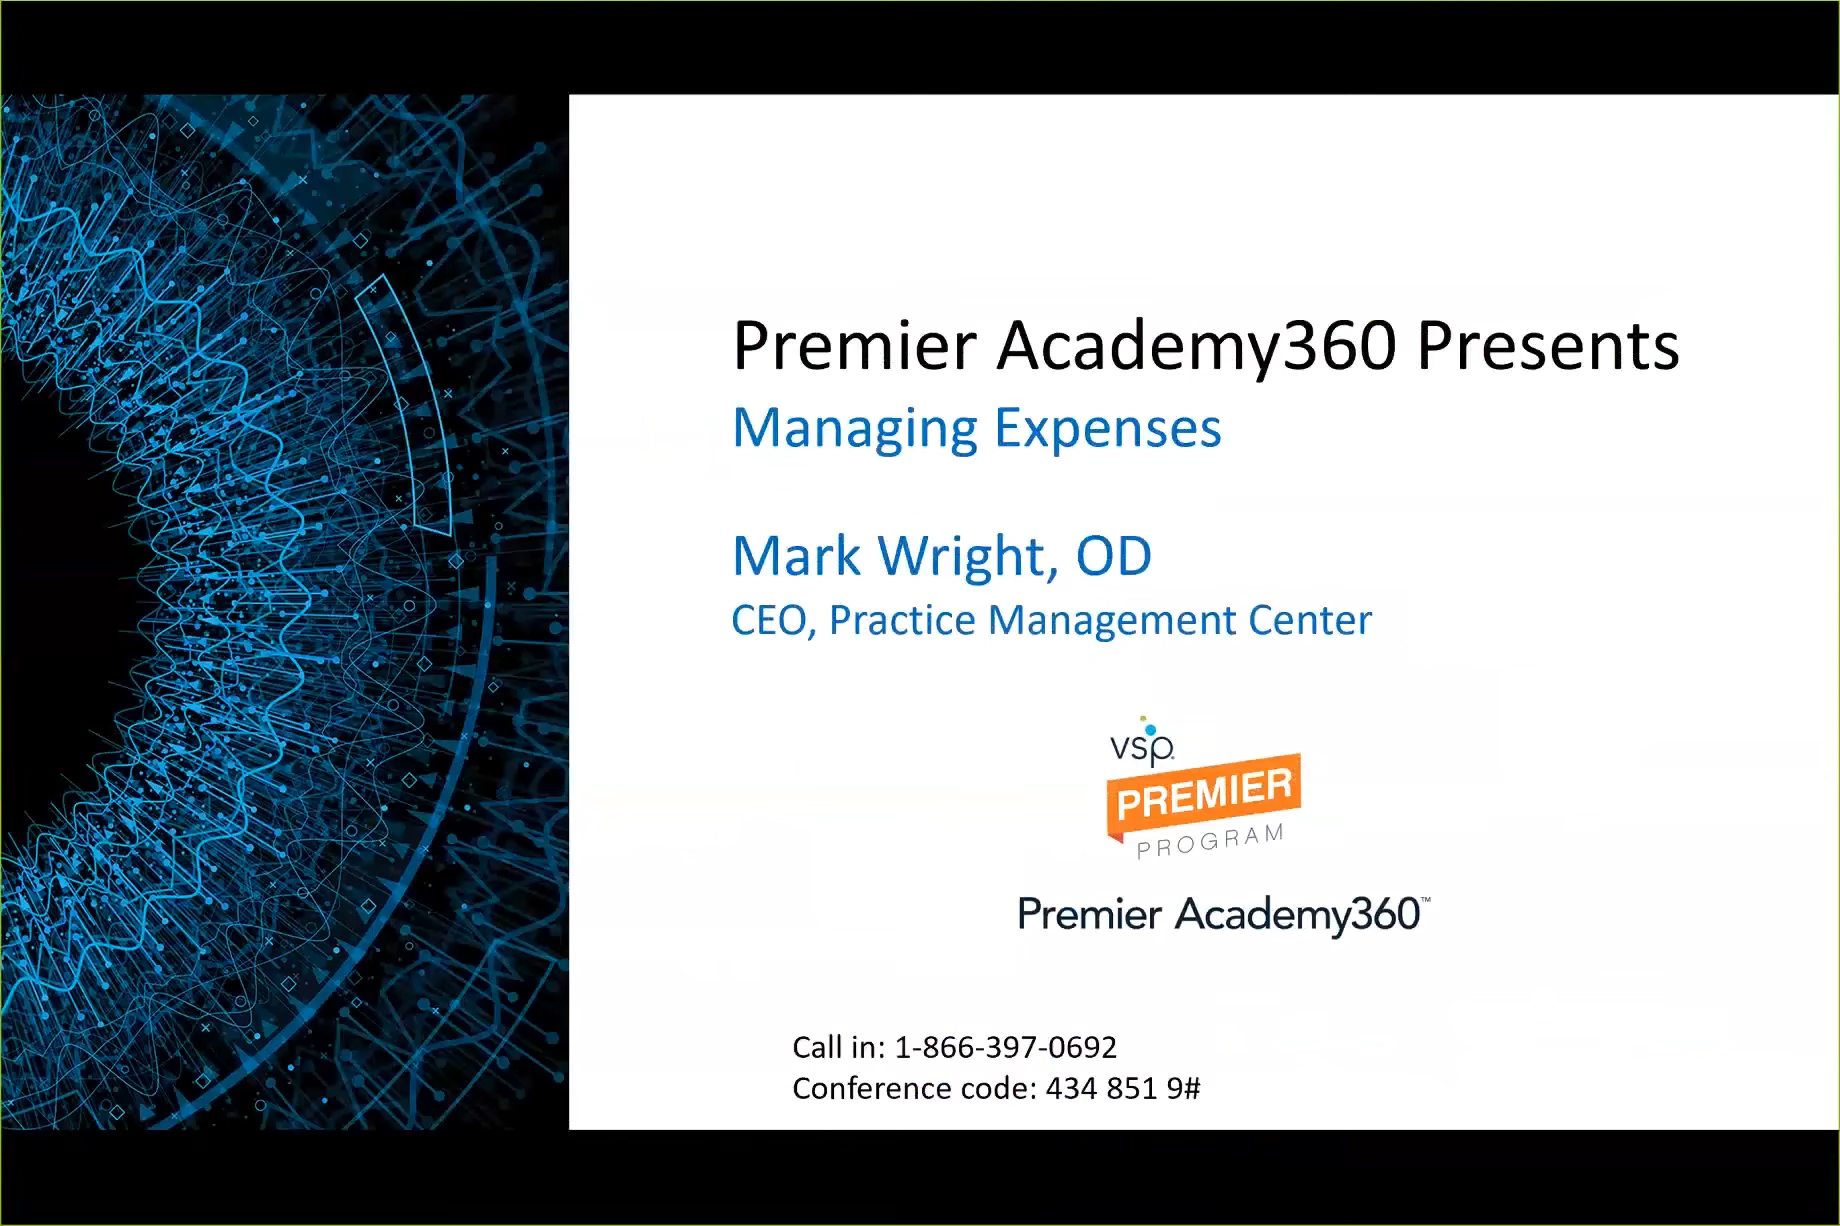 Premier Academy360 Presents
Managing Expenses
Mark Wright, OD
CEO, Practice Management Center
vsp.
PREMIER
PROGRAM
Premier Academy360™
Call in: 1-866-397-0692
Conference code: 434 851 9#